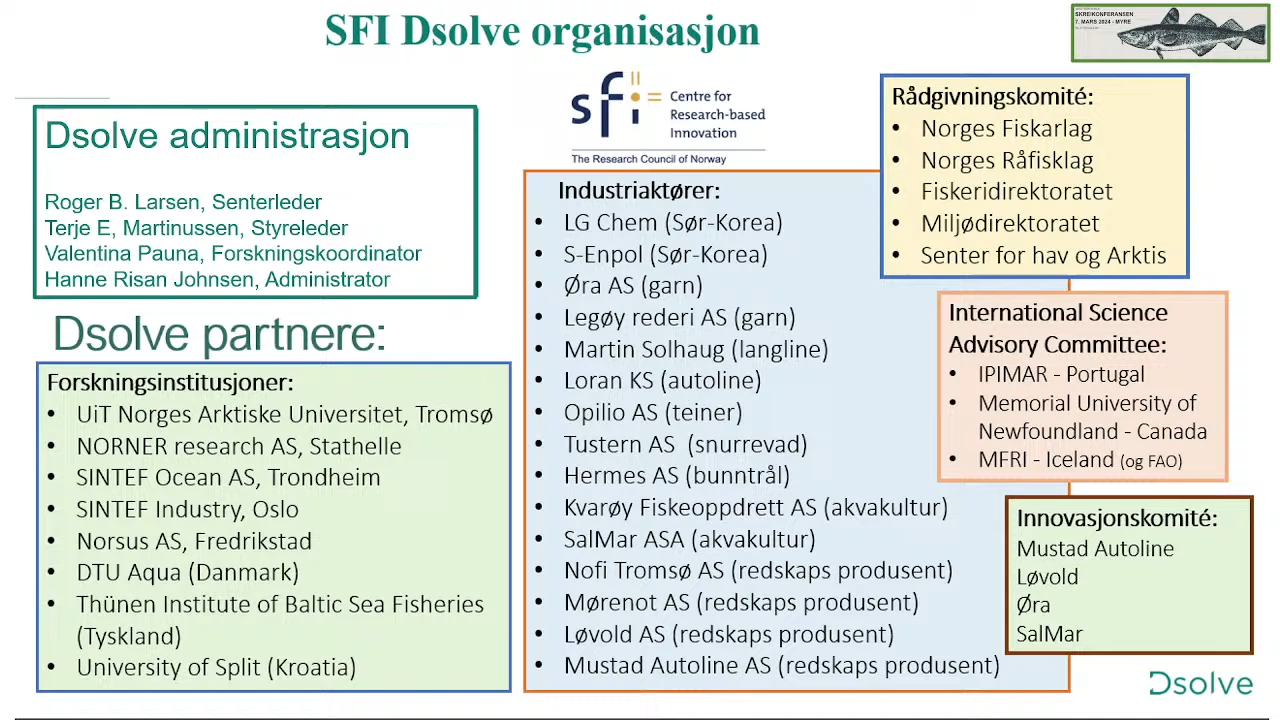 SFI Dsolve organisasjon
SKREIKONFERANSEN
7. MARS 2024 - MYRE
sfi
Centre for
Research-based
Innovation
The Research Council of Norway
Dsolve administrasjon
Roger B. Larsen, Senterleder
Terje E, Martinussen, Styreleder
Valentina Pauna, Forskningskoordinator
Hanne Risan Johnsen, Administrator
Dsolve partnere:
Forskningsinstitusjoner:
• UiT Norges Arktiske Universitet, Tromsø
• NORNER research AS, Stathelle
• SINTEF Ocean AS, Trondheim
• SINTEF Industry, Oslo
• Norsus AS, Fredrikstad
• DTU Aqua (Danmark)
• Thünen Institute of Baltic Sea Fisheries
(Tyskland)
• University of Split (Kroatia)
Industriaktører:
• LG Chem (Sør-Korea)
• S-Enpol (Sør-Korea)
• Øra AS (garn)
• Legøy rederi AS (garn)
• Martin Solhaug (langline)
• Loran KS (autoline)
• Opilio AS (teiner)
• Tustern AS (snurrevad)
• Hermes AS (bunntrål)
• Kvarøy Fiskeoppdrett AS (akvakultur)
• SalMar ASA (akvakultur)
• Nofi Tromsø AS (redskaps produsent)
• Mørenot AS (redskaps produsent)
• Løvold AS (redskaps produsent)
• Mustad Autoline AS (redskaps produsent)
Rådgivningskomité:
• Norges Fiskarlag
• Norges Råfisklag
• Fiskeridirektoratet
• Miljødirektoratet
• Senter for hav og Arktis
International Science
Advisory Committee:
• IPIMAR - Portugal
• Memorial University of
Newfoundland - Canada
• MFRI - Iceland (og FAO)
Innovasjonskomité:
Mustad Autoline
Løvold
Øra
SalMar
Dsolve